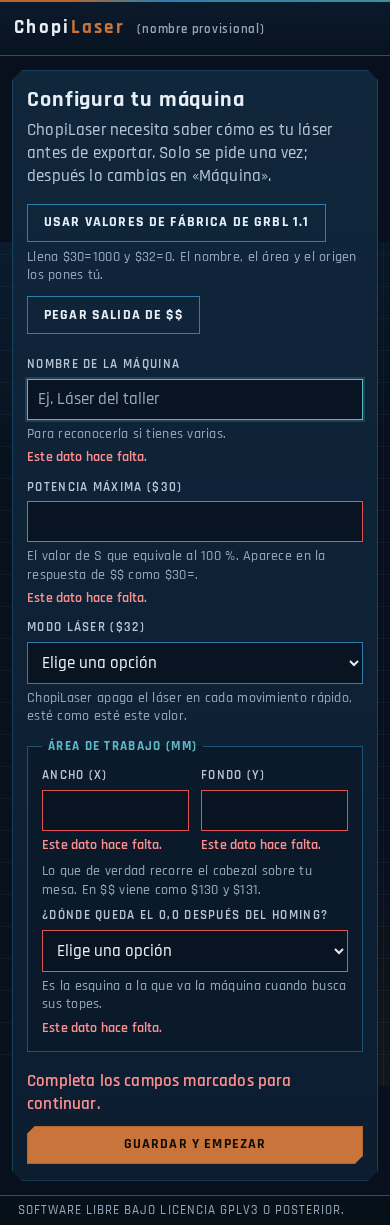 ChopiLaser (nombre provisional)
Configura tu máquina
ChopiLaser necesita saber cómo es tu láser
antes de exportar. Solo se pide una vez;
después lo cambias en «Máquina».
USAR VALORES DE FÁBRICA DE GRBL 1.1
Llena $30=1000 y $32=0. El nombre, el área y el origen
los pones tú.
PEGAR SALIDA DE $$
NOMBRE DE LA MÁQUINA
Ej. Láser del taller
Para reconocerla si tienes varias.
Este dato hace falta.
POTENCIA MÁXIMA ($30)
El valor de S que equivale al 100 %. Aparece en la
respuesta de $$ como $30=.
Este dato hace falta.
MODO LÁSER ($32)
Elige una opción
ChopiLaser apaga el láser en cada movimiento rápido,
esté como esté este valor.
ÁREA DE TRABAJO (MM)
ANCHO (X) FONDO (Y)
Este dato hace falta. Este dato hace falta.
Lo que de verdad recorre el cabezal sobre tu
mesa. En $$ viene como $130 y $131.
¿DÓNDE QUEDA EL 0,0 DESPUÉS DEL HOMING?
Elige una opción
Es la esquina a la que va la máquina cuando busca
sus topes.
Este dato hace falta.
Completa los campos marcados para
continuar.
GUARDAR Y EMPEZAR
SOFTWARE LIBRE BAJO LICENCIA GPLV3 O POSTERIOR.